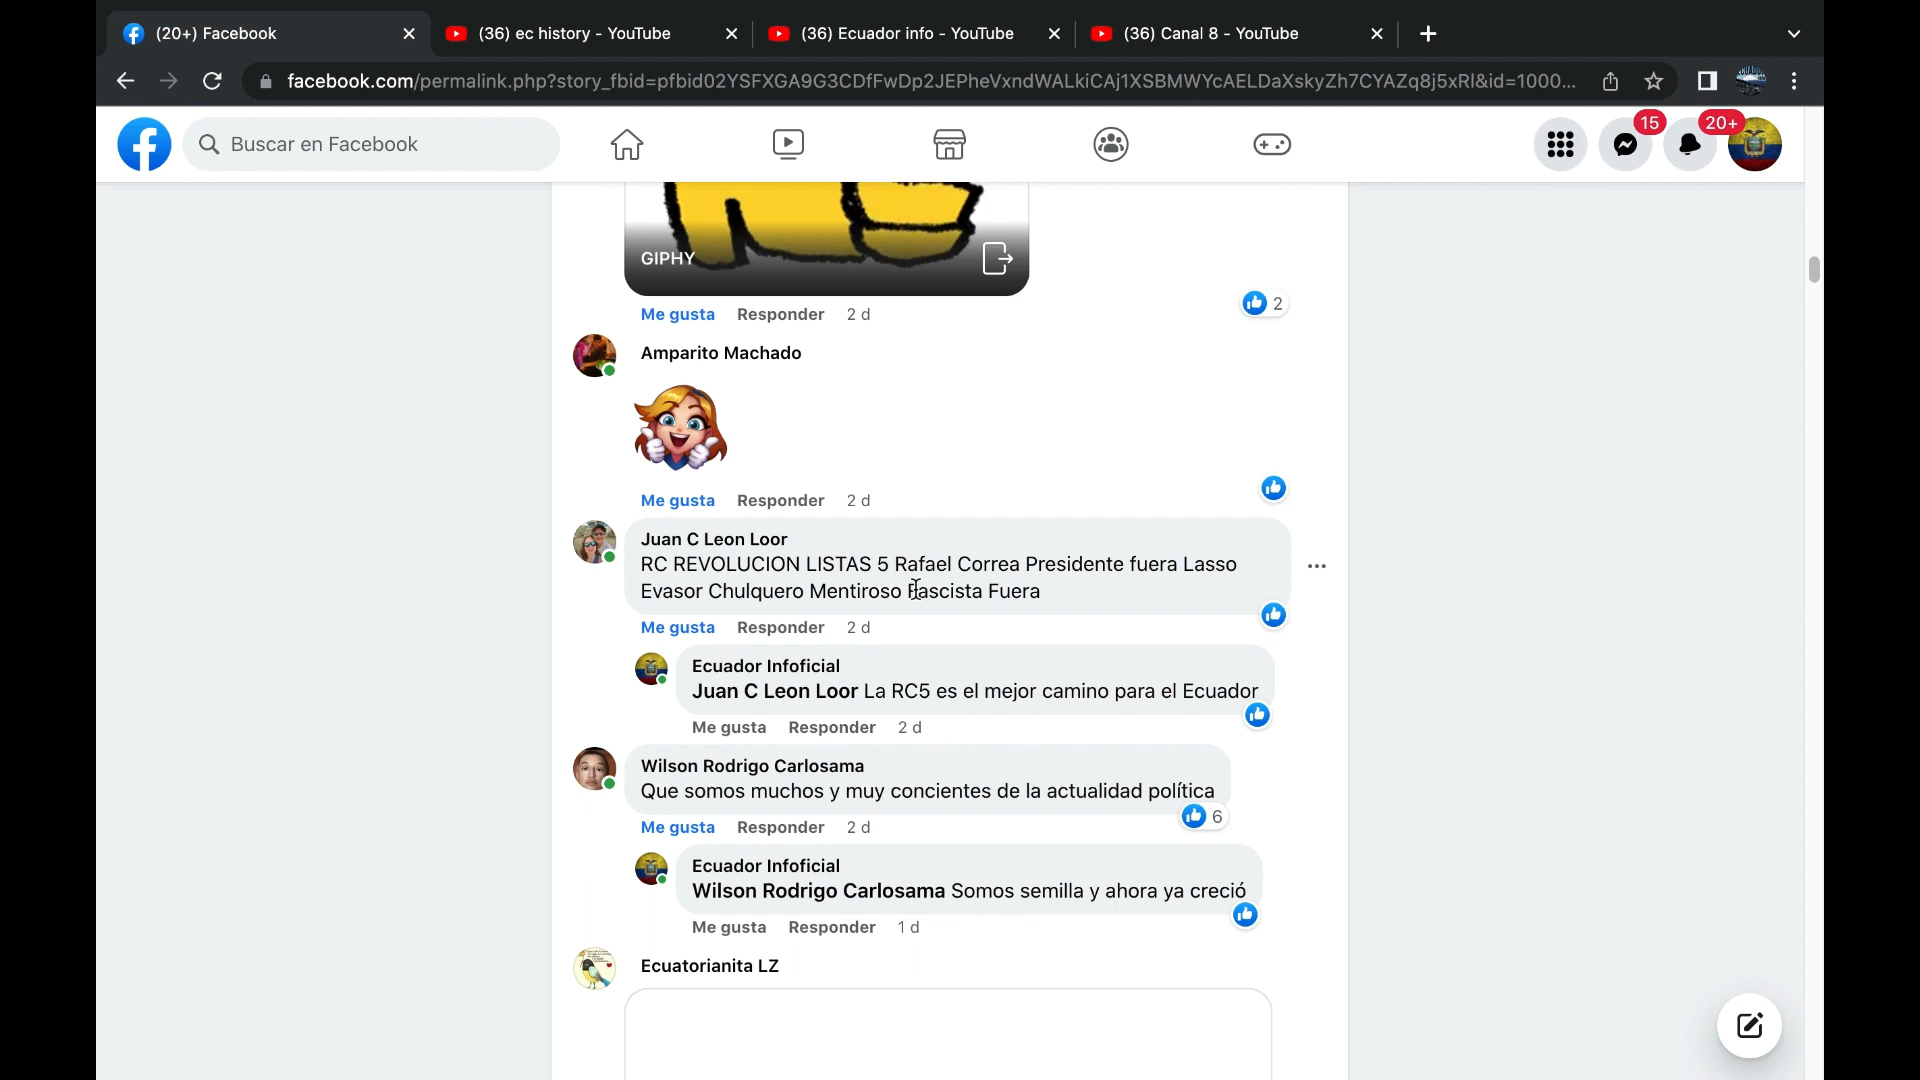 (20+) Facebook
(36) ec history - YouTube
(36) Ecuador info - YouTube
(36) Canal 8 - YouTube
facebook.com/permalink.php?story_fbid=pfbid02YSFXGA9G3CDfFwDp2JEPheVxndWALkiCAj1XSBMWYcAELDaXskyZh7CYAZq8j5xRl&id=1000...
Buscar en Facebook
15
20+
GIPHY
Me gusta Responder 2 d
2
Amparito Machado
Me gusta Responder 2 d
Juan C Leon Loor
RC REVOLUCION LISTAS 5 Rafael Correa Presidente fuera Lasso
Evasor Chulquero Mentiroso Fascista Fuera
Me gusta Responder 2 d
Ecuador Infoficial
Juan C Leon Loor La RC5 es el mejor camino para el Ecuador
Me gusta Responder 2 d
Wilson Rodrigo Carlosama
Que somos muchos y muy concientes de la actualidad política
6
Me gusta Responder 2 d
Ecuador Infoficial
Wilson Rodrigo Carlosama Somos semilla y ahora ya creció
Me gusta Responder 1 d
Ecuatorianita LZ